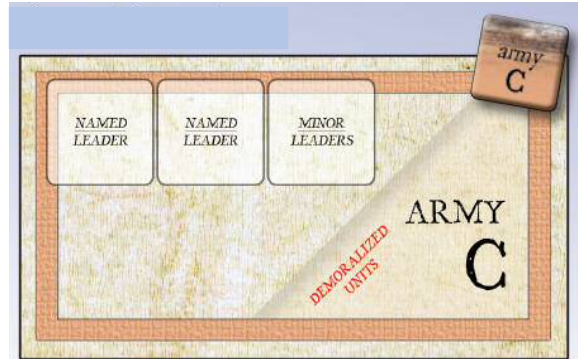 army
C
NAMED
LEADER
NAMED
LEADER
MINOR
LEADERS
ARMY
C
DEMORALIZED
UNITS